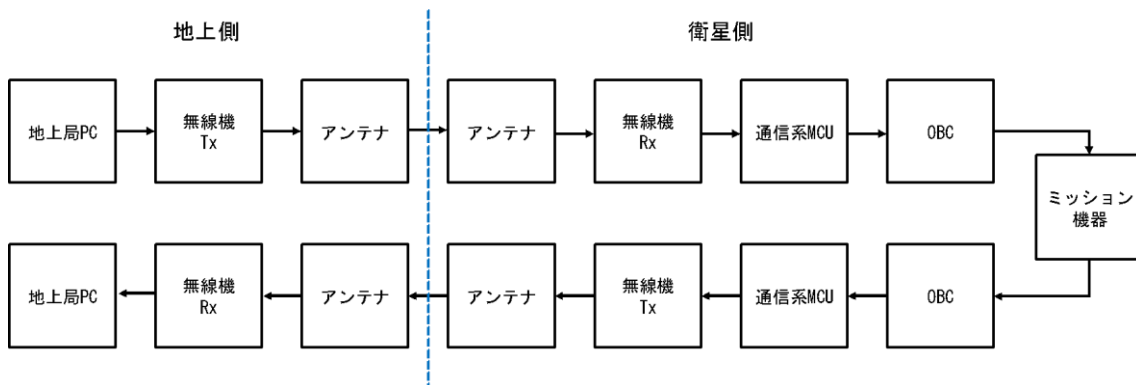 地上側
衛星側
地上局PC
無線機
Tx
アンテナ
アンテナ
無線機
Rx
通信系MCU
OBC
ミッション
機器
地上局PC
無線機
Rx
アンテナ
アンテナ
無線機
Tx
通信系MCU
OBC